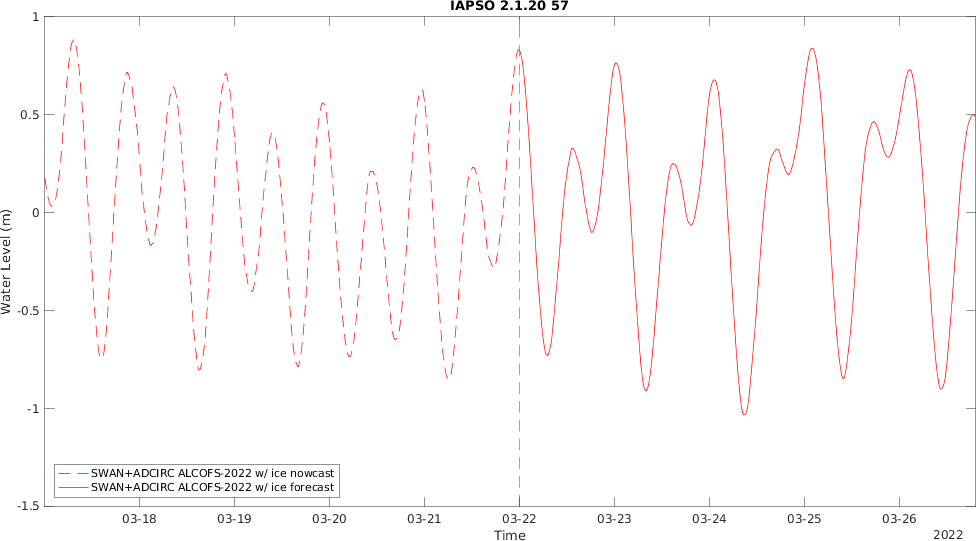 IAPSO 2.1.20 57
1
0.5
0
-0.5
-1
-1.5
Water Level (m)
SWAN+ADCIRC ALCOFS-2022 w/ ice nowcast
SWAN+ADCIRC ALCOFS-2022 w/ ice forecast
03-18 03-19 03-20 03-21 03-22 03-23 03-24 03-25 03-26
Time
2022